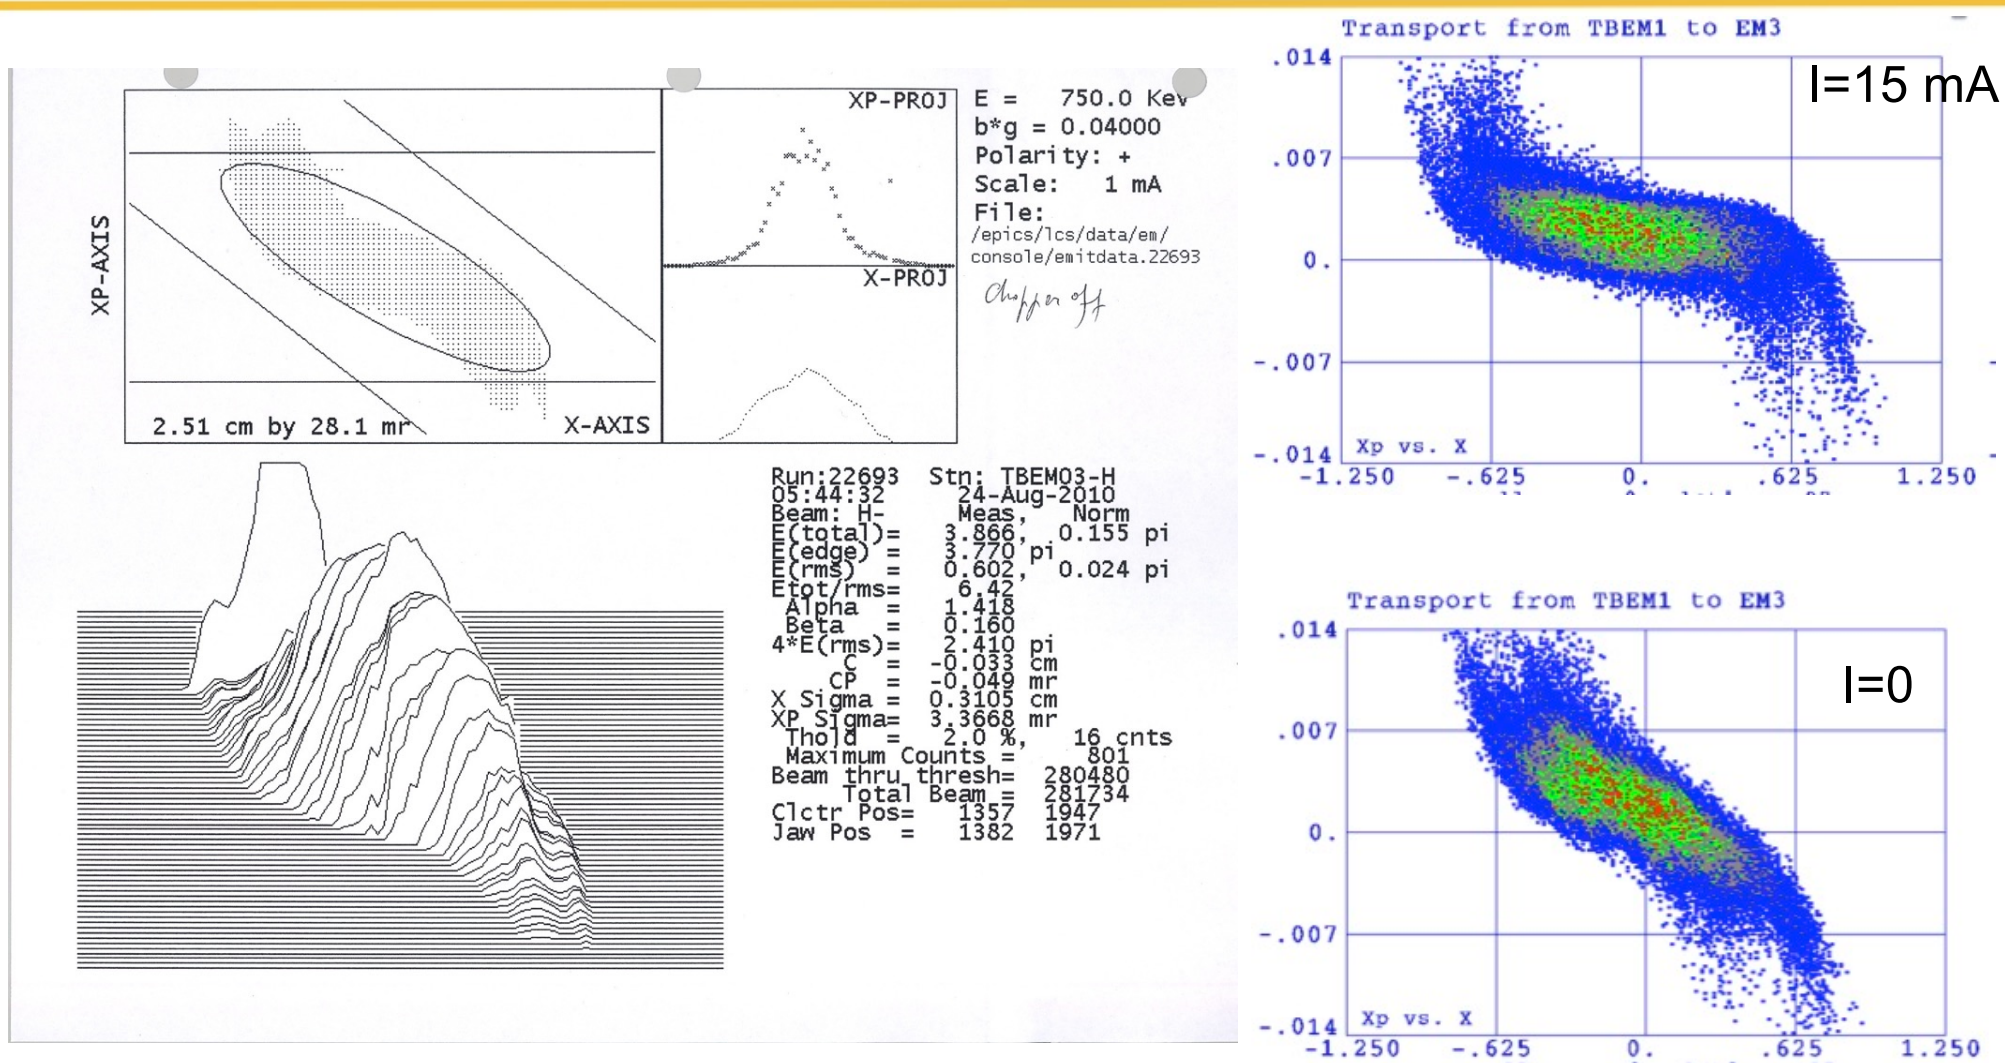 XP-AXIS
2.51 cm by 28.1 mr
X-AXIS
XP-PROJ
X-PROJ
E = 750.0 Kev
b*g = 0.04000
Polarity: +
Scale: 1 mA
File:
/epics/lcs/data/em/
console/emitdata.22693
Chopper off
Run:22693 Stn: TBEM03-H
05:44:32 24-Aug-2010
Beam: H- Meas, Norm
E(total)= 3.866, 0.155 pi
E(edge) = 3.770 pi
E(rms) = 0.602, 0.024 pi
Etot/rms= 6.42
Alpha = 1.418
Beta = 0.160
4*E(rms)= 2.410 pi
C = -0.033 cm
CP = -0.049 mr
X Sigma = 0.3105 cm
XP Sigma= 3.3668 mr
Thold = 2.0 %, 16 cnts
Maximum Counts = 801
Beam thru thresh= 280480
Total Beam = 281734
Clctr Pos= 1357 1947
Jaw Pos = 1382 1971
Transport from TBEM1 to EM3
I=15 mA
.014
.007
0.
-.007
-.014
Xp vs. X
-1.250 -.625 0. .625 1.250
Transport from TBEM1 to EM3
I=0
.014
.007
0.
-.007
-.014
Xp vs. X
-1.250 -.625 0. .625 1.250